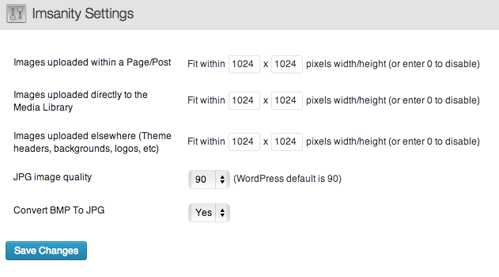 Imsanity Settings
Images uploaded within a Page/Post Fit within 1024 x 1024 pixels width/height (or enter 0 to disable)
Images uploaded directly to the Fit within 1024 x 1024 pixels width/height (or enter 0 to disable)
Media Library
Images uploaded elsewhere (Theme Fit within 1024 x 1024 pixels width/height (or enter 0 to disable)
headers, backgrounds, logos, etc)
JPG image quality 90 (WordPress default is 90)
Convert BMP To JPG Yes
Save Changes